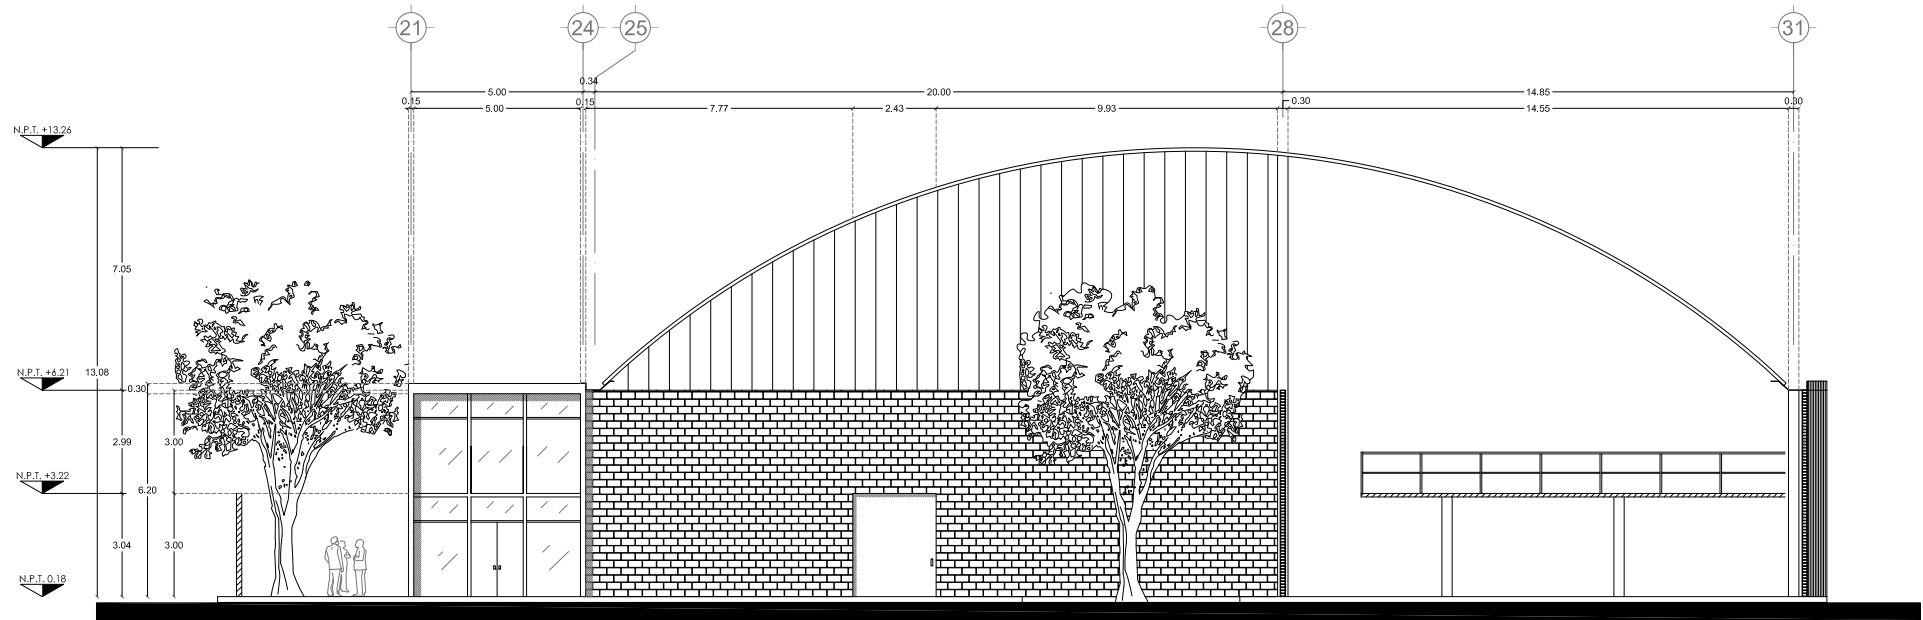 21 24 25 28 31
0.34
5.00 20.00 14.85
0.15 5.00 0.15 7.77 2.43 9.93 0.30 14.55 0.30
N.P.T. +13.26
7.05
N.P.T. +6.21
13.08
0.30
2.99 3.00
N.P.T. +3.22
6.20
3.04 3.00
N.P.T. 0.18